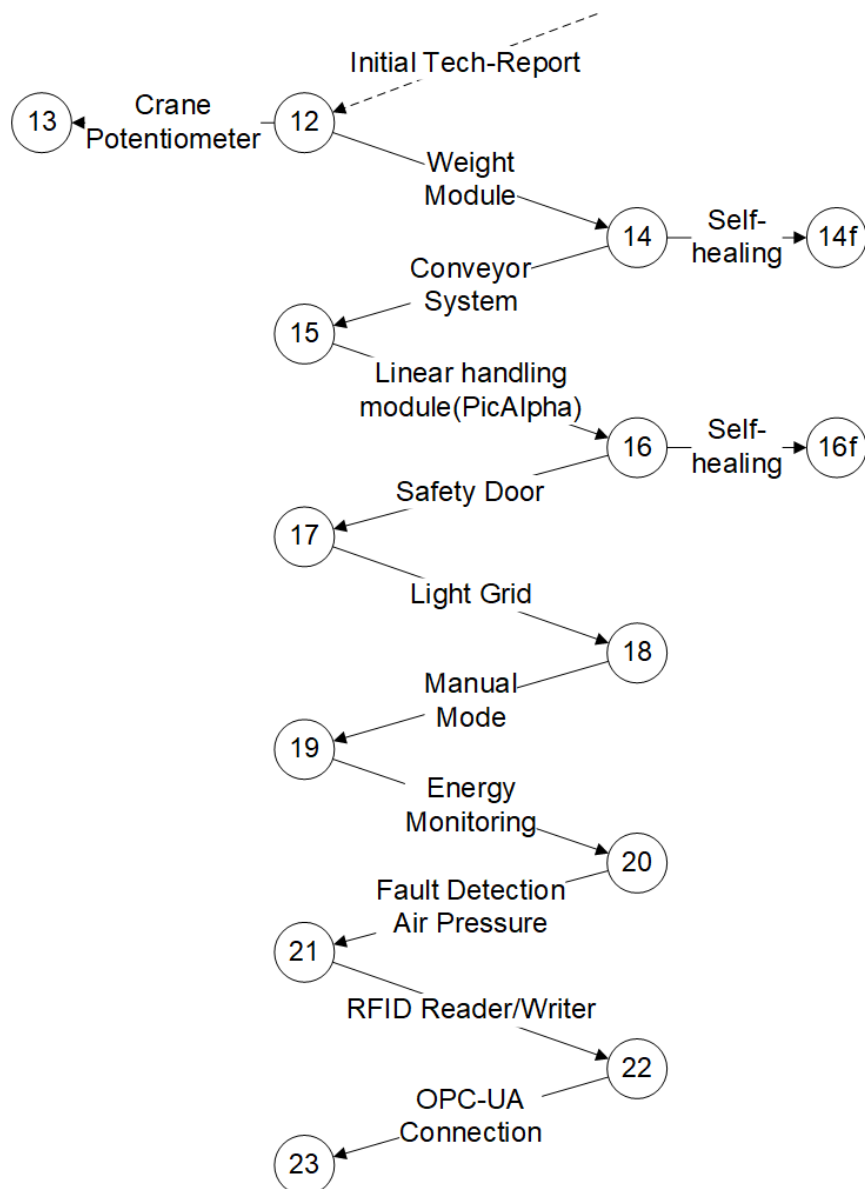 Initial Tech-Report
13
Crane
Potentiometer
12
Weight
Module
14
Self-
healing
14f
Conveyor
System
15
Linear handling
module(PicAlpha)
16
Self-
healing
16f
Safety Door
17
Light Grid
18
Manual
Mode
19
Energy
Monitoring
20
Fault Detection
Air Pressure
21
RFID Reader/Writer
22
OPC-UA
Connection
23